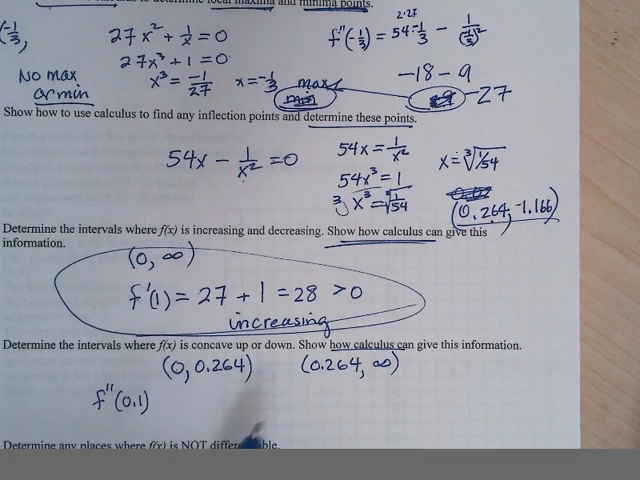 local maxima and minima points.
(-1/3,
27x² + 1/x = 0
27x³ + 1 = 0
x³ = -1/27 x = -1/3
No max
or min
2·27
f''(-1/3) = 54·-1/3 - 1/(-1/3)²
-18 - 9
max
-27
Show how to use calculus to find any inflection points and determine these points.
54x - 1/x² = 0
54x = 1/x²
54x³ = 1
³√x³ = ³√1/54
x = ³√1/54
(0.264, -1.166)
Determine the intervals where f(x) is increasing and decreasing. Show how calculus can give this
information.
(0, ∞)
f'(1) = 27 + 1 = 28 > 0
increasing
Determine the intervals where f(x) is concave up or down. Show how calculus can give this information.
(0, 0.264) (0.264, ∞)
f''(0.1)
Determine any places where f(x) is NOT differ